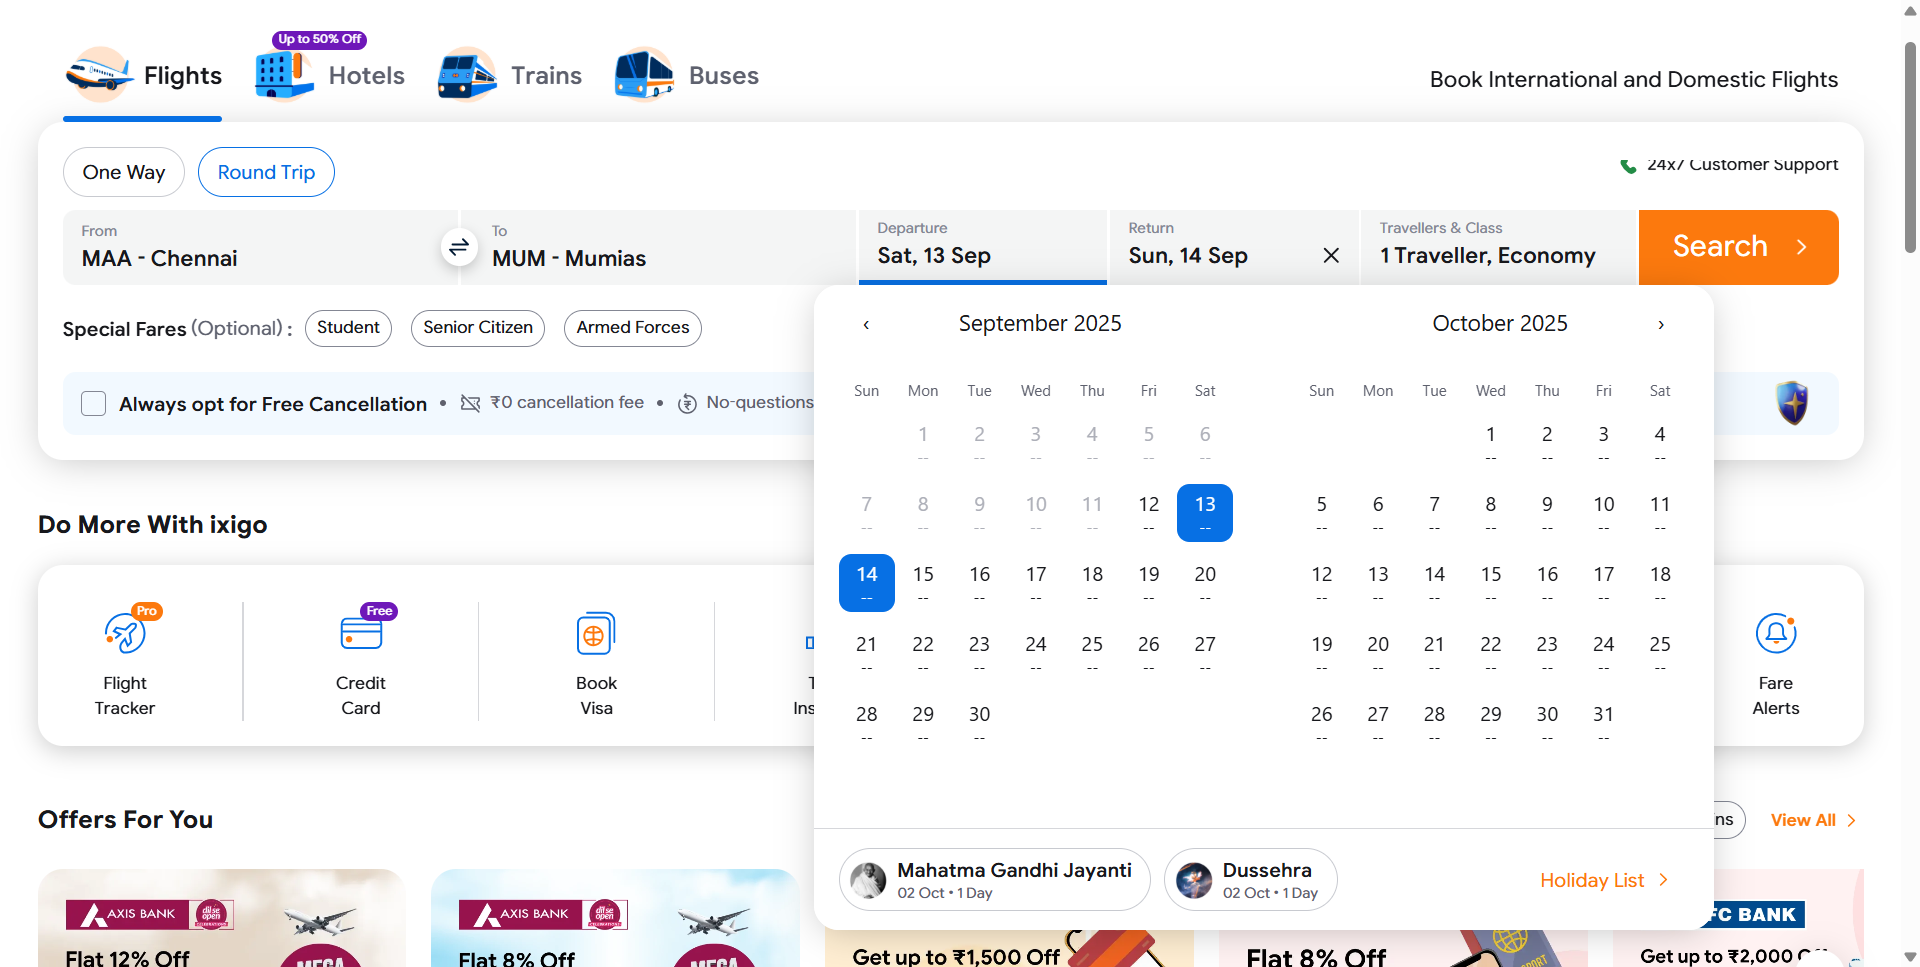 Up to 50% Off
Flights
Hotels
Trains
Buses
Book International and Domestic Flights
One Way
Round Trip
24x7 Customer Support
From
MAA - Chennai
To
MUM - Mumias
Departure
Sat, 13 Sep
Return
Sun, 14 Sep
Travellers & Class
1 Traveller, Economy
Search
Special Fares (Optional) :
Student
Senior Citizen
Armed Forces
Always opt for Free Cancellation • ₹0 cancellation fee • No-questions
September 2025
Sun Mon Tue Wed Thu Fri Sat
1 2 3 4 5 6
-- -- -- -- -- --
7 8 9 10 11 12 13
-- -- -- -- -- -- --
14 15 16 17 18 19 20
-- -- -- -- -- -- --
21 22 23 24 25 26 27
-- -- -- -- -- -- --
28 29 30
-- -- --
October 2025
Sun Mon Tue Wed Thu Fri Sat
1 2 3 4
-- -- -- --
5 6 7 8 9 10 11
-- -- -- -- -- -- --
12 13 14 15 16 17 18
-- -- -- -- -- -- --
19 20 21 22 23 24 25
-- -- -- -- -- -- --
26 27 28 29 30 31
-- -- -- -- -- --
Mahatma Gandhi Jayanti
02 Oct • 1 Day
Dussehra
02 Oct • 1 Day
Holiday List
Do More With ixigo
Pro
Flight
Tracker
Free
Credit
Card
Book
Visa
T
Ins
Fare
Alerts
Offers For You
ns
View All
AXIS BANK
dil se
open
Flat 12% Off
MEGA
AXIS BANK
dil se
open
Flat 8% Off
MEGA
Get up to ₹1,500 Off
Flat 8% Off
FC BANK
Get up to ₹2,000